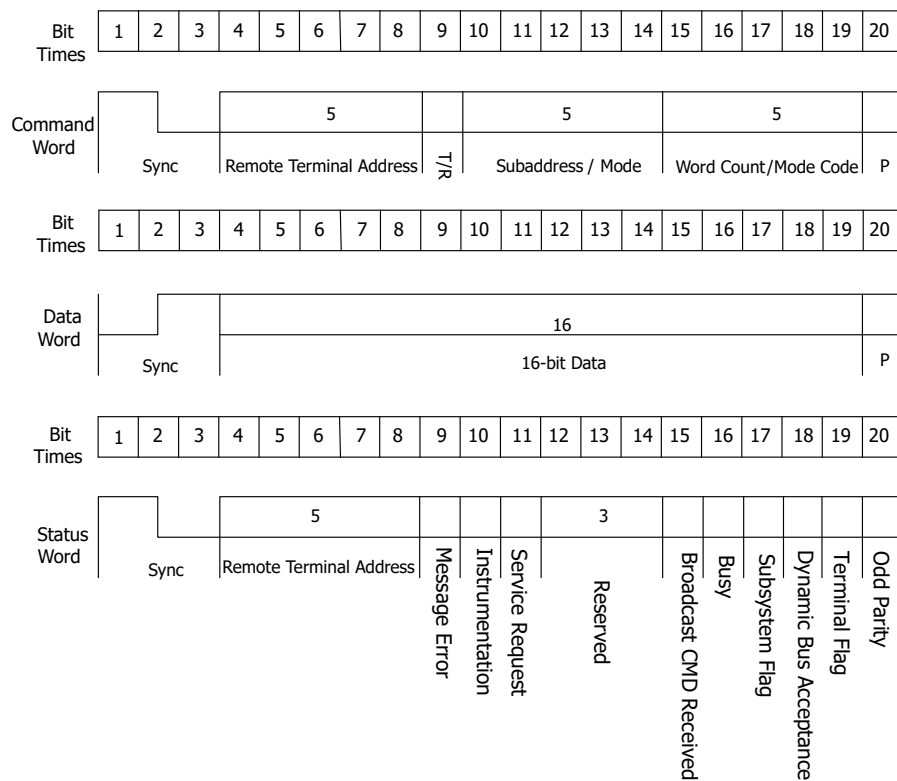 Bit Times 1 2 3 4 5 6 7 8 9 10 11 12 13 14 15 16 17 18 19 20
Command Word 5 5 5
Sync Remote Terminal Address T/R Subaddress / Mode Word Count/Mode Code P
Bit Times 1 2 3 4 5 6 7 8 9 10 11 12 13 14 15 16 17 18 19 20
Data Word 16
Sync 16-bit Data P
Bit Times 1 2 3 4 5 6 7 8 9 10 11 12 13 14 15 16 17 18 19 20
Status Word 5 3
Sync Remote Terminal Address
Message Error
Instrumentation
Service Request
Reserved
Broadcast CMD Received
Busy
Subsystem Flag
Dynamic Bus Acceptance
Terminal Flag
Odd Parity